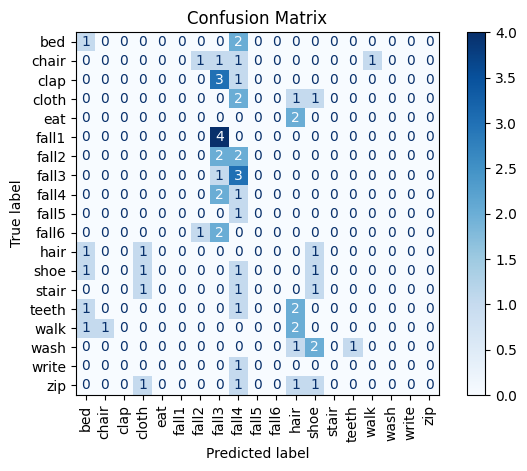 Confusion Matrix
True label
bed 1 0 0 0 0 0 0 0 2 0 0 0 0 0 0 0 0 0 0
chair 0 0 0 0 0 0 1 1 1 0 0 0 0 0 0 1 0 0 0
clap 0 0 0 0 0 0 0 3 1 0 0 0 0 0 0 0 0 0 0
cloth 0 0 0 0 0 0 0 0 2 0 0 1 1 0 0 0 0 0 0
eat 0 0 0 0 0 0 0 0 0 0 0 2 0 0 0 0 0 0 0
fall1 0 0 0 0 0 0 0 4 0 0 0 0 0 0 0 0 0 0 0
fall2 0 0 0 0 0 0 0 2 2 0 0 0 0 0 0 0 0 0 0
fall3 0 0 0 0 0 0 0 1 3 0 0 0 0 0 0 0 0 0 0
fall4 0 0 0 0 0 0 0 2 1 0 0 0 0 0 0 0 0 0 0
fall5 0 0 0 0 0 0 0 0 1 0 0 0 0 0 0 0 0 0 0
fall6 0 0 0 0 0 0 1 2 0 0 0 0 0 0 0 0 0 0 0
hair 1 0 0 1 0 0 0 0 0 0 0 0 1 0 0 0 0 0 0
shoe 1 0 0 1 0 0 0 0 1 0 0 0 1 0 0 0 0 0 0
stair 0 0 0 1 0 0 0 0 1 0 0 0 1 0 0 0 0 0 0
teeth 1 0 0 0 0 0 0 0 1 0 0 2 0 0 0 0 0 0 0
walk 1 1 0 0 0 0 0 0 0 0 0 2 0 0 0 0 0 0 0
wash 0 0 0 0 0 0 0 0 0 0 0 1 2 0 1 0 0 0 0
write 0 0 0 0 0 0 0 0 1 0 0 0 0 0 0 0 0 0 0
zip 0 0 0 1 0 0 0 0 1 0 0 1 1 0 0 0 0 0 0
bed chair clap cloth eat fall1 fall2 fall3 fall4 fall5 fall6 hair shoe stair teeth walk wash write zip
Predicted label
4.0
3.5
3.0
2.5
2.0
1.5
1.0
0.5
0.0